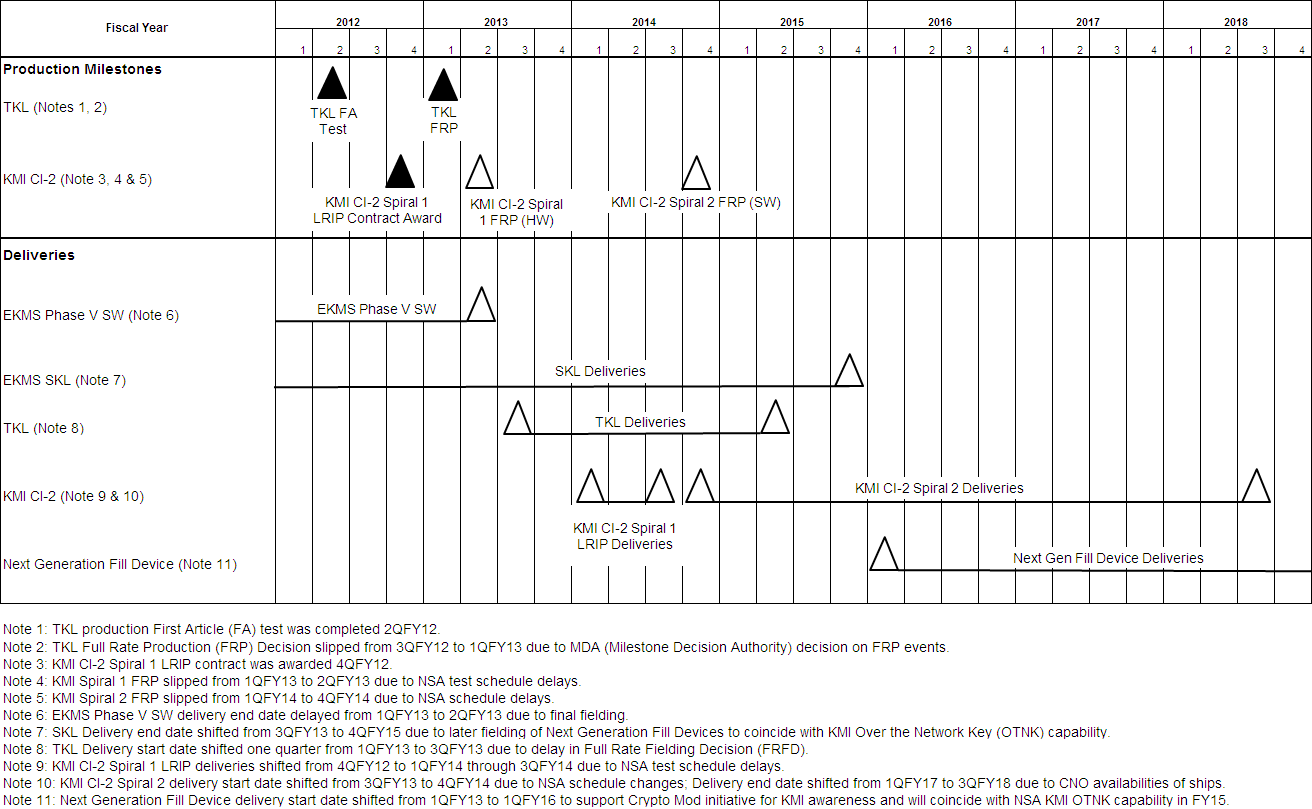 Fiscal Year 2012 2013 2014 2015 2016 2017 2018
1 2 3 4 1 2 3 4 1 2 3 4 1 2 3 4 1 2 3 4 1 2 3 4 1 2 3 4
Production Milestones
TKL (Notes 1, 2)
TKL FA
Test
TKL
FRP
KMI CI-2 (Note 3, 4 & 5)
KMI CI-2 Spiral 1
LRIP Contract Award
KMI CI-2 Spiral
1 FRP (HW)
KMI CI-2 Spiral 2 FRP (SW)
Deliveries
EKMS Phase V SW (Note 6)
EKMS Phase V SW
EKMS SKL (Note 7)
SKL Deliveries
TKL (Note 8)
TKL Deliveries
KMI CI-2 (Note 9 & 10)
KMI CI-2 Spiral 2 Deliveries
KMI CI-2 Spiral 1
LRIP Deliveries
Next Generation Fill Device (Note 11)
Next Gen Fill Device Deliveries
Note 1: TKL production First Article (FA) test was completed 2QFY12.
Note 2: TKL Full Rate Production (FRP) Decision slipped from 3QFY12 to 1QFY13 due to MDA (Milestone Decision Authority) decision on FRP events.
Note 3: KMI CI-2 Spiral 1 LRIP contract was awarded 4QFY12.
Note 4: KMI Spiral 1 FRP slipped from 1QFY13 to 2QFY13 due to NSA test schedule delays.
Note 5: KMI Spiral 2 FRP slipped from 1QFY14 to 4QFY14 due to NSA schedule delays.
Note 6: EKMS Phase V SW delivery end date delayed from 1QFY13 to 2QFY13 due to final fielding.
Note 7: SKL Delivery end date shifted from 3QFY13 to 4QFY15 due to later fielding of Next Generation Fill Devices to coincide with KMI Over the Network Key (OTNK) capability.
Note 8: TKL Delivery start date shifted one quarter from 1QFY13 to 3QFY13 due to delay in Full Rate Fielding Decision (FRFD).
Note 9: KMI CI-2 Spiral 1 LRIP deliveries shifted from 4QFY12 to 1QFY14 through 3QFY14 due to NSA test schedule delays.
Note 10: KMI CI-2 Spiral 2 delivery start date shifted from 3QFY13 to 4QFY14 due to NSA schedule changes; Delivery end date shifted from 1QFY17 to 3QFY18 due to CNO availabilities of ships.
Note 11: Next Generation Fill Device delivery start date shifted from 1QFY13 to 1QFY16 to support Crypto Mod initiative for KMI awareness and will coincide with NSA KMI OTNK capability in FY15.